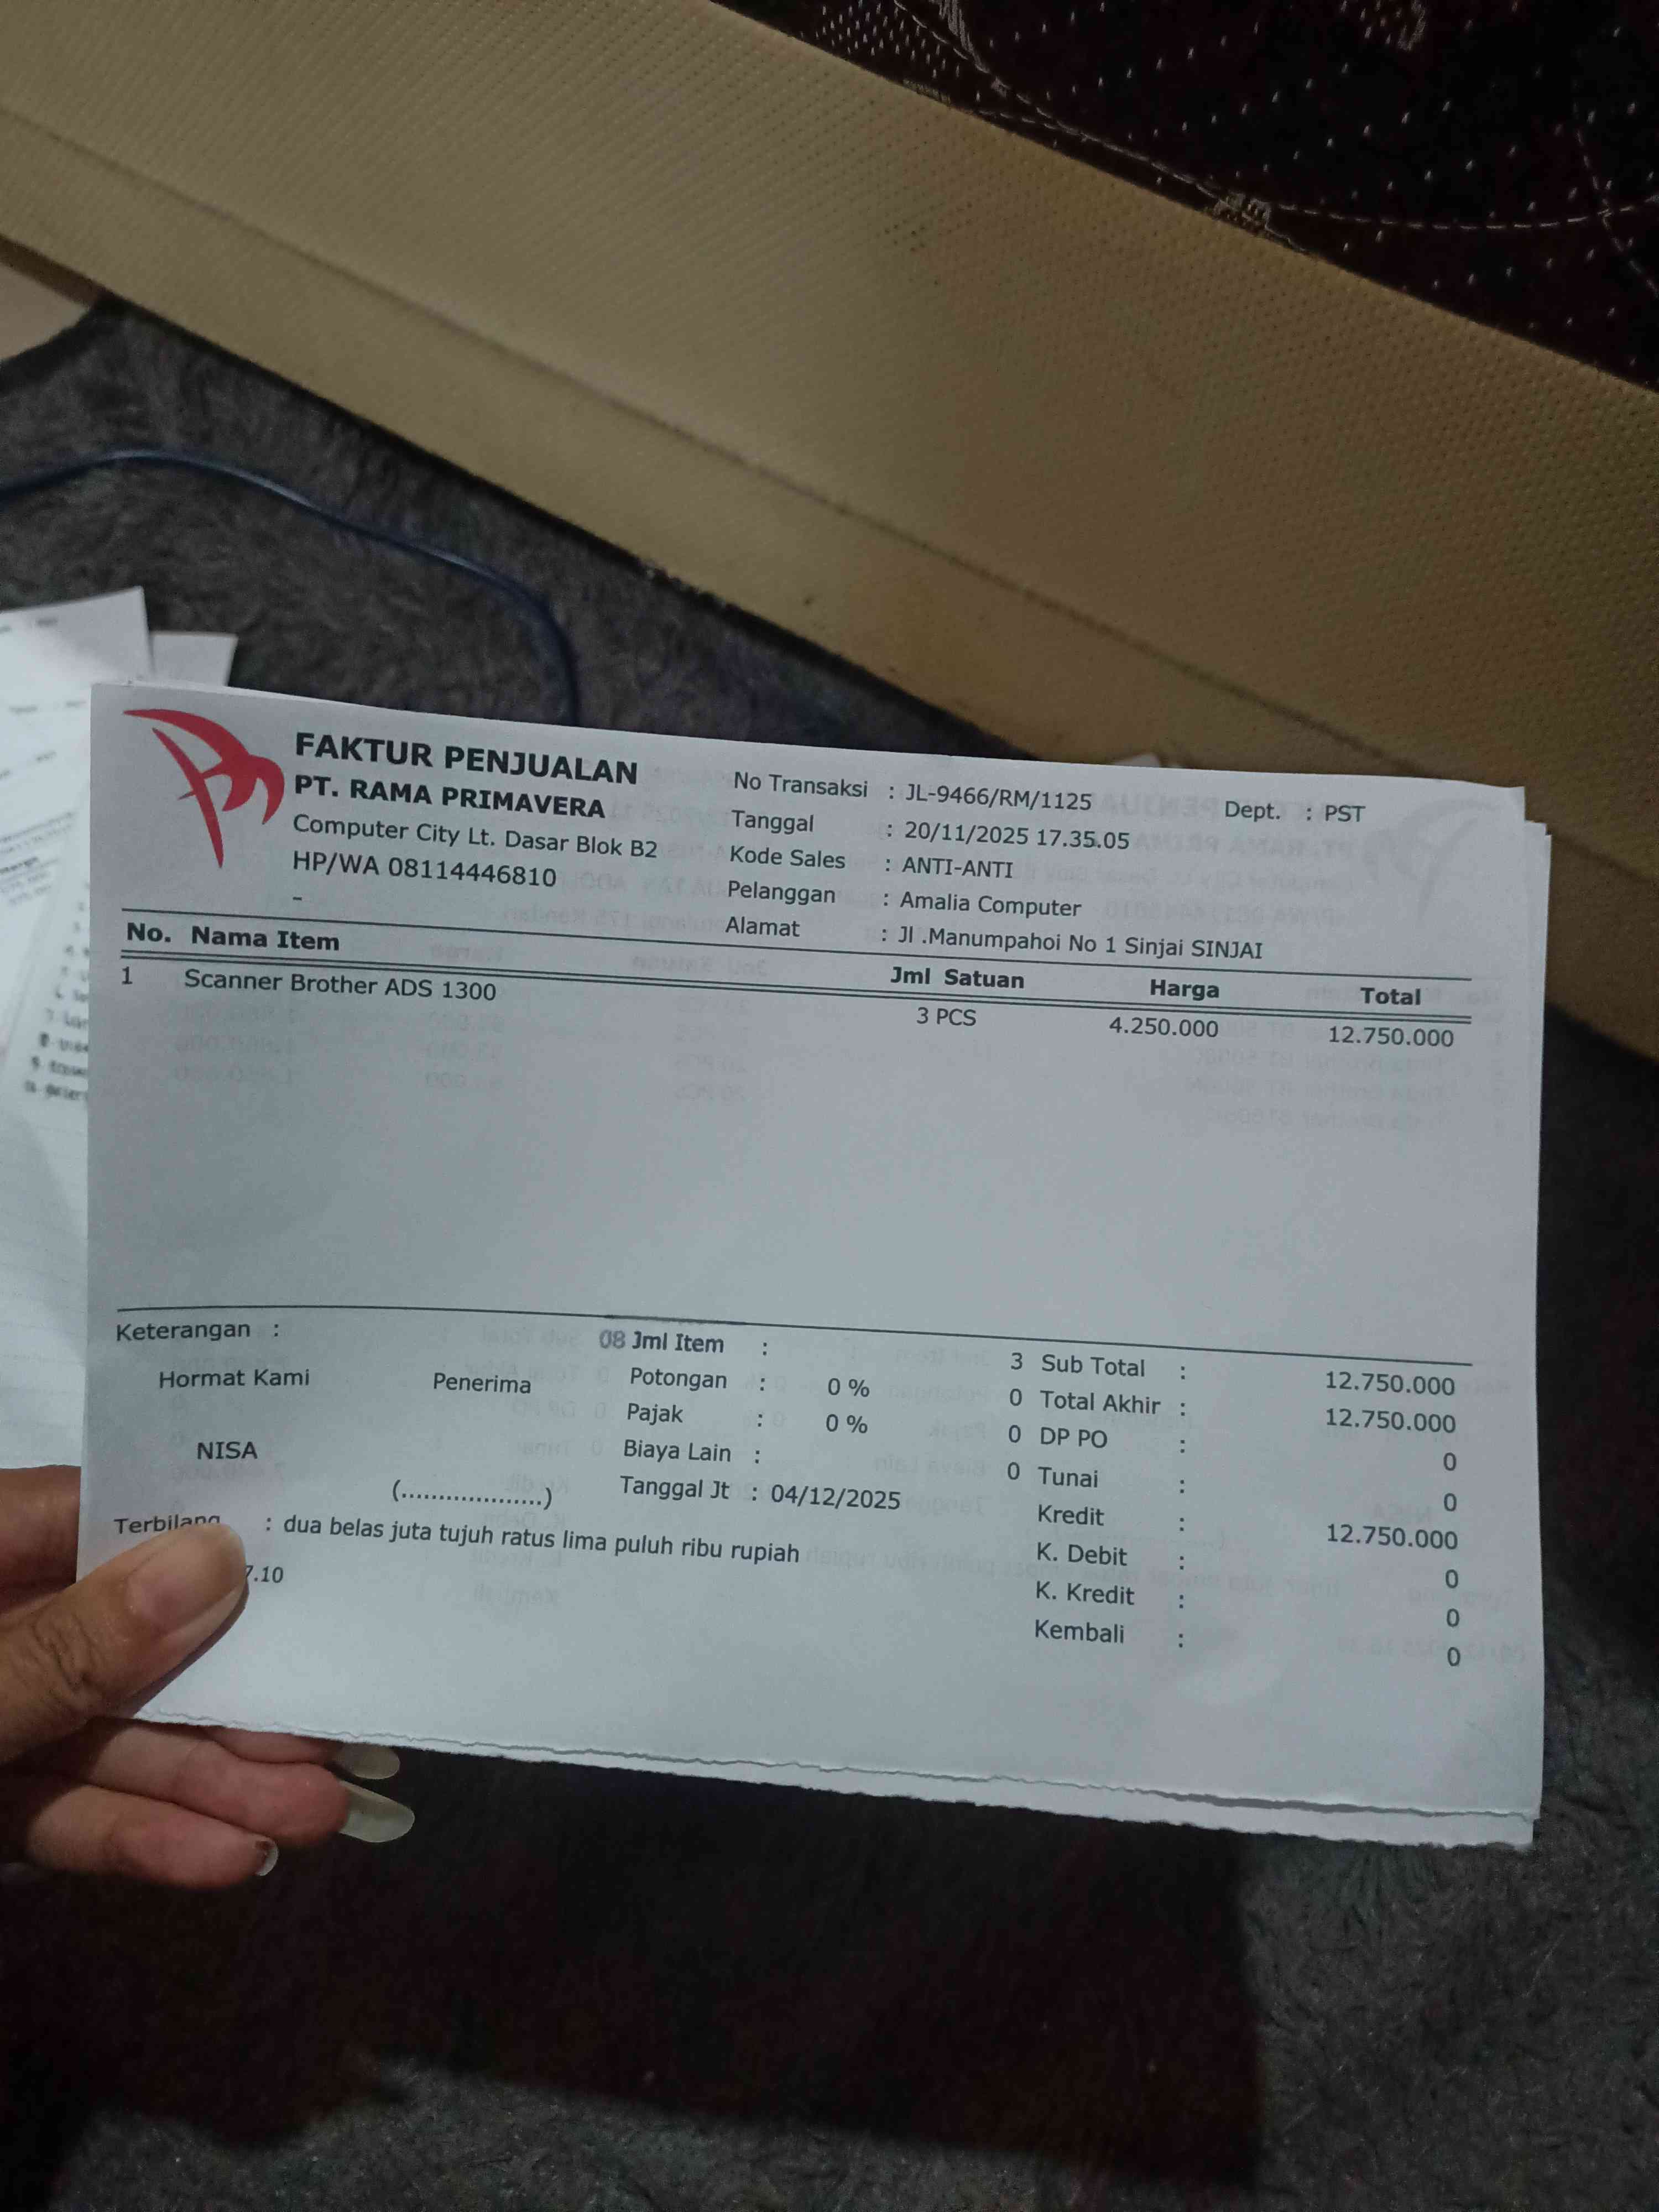 FAKTUR PENJUALAN
PT. RAMA PRIMAVERA
Computer City Lt. Dasar Blok B2
HP/WA 08114446810
-
No Transaksi : JL-9466/RM/1125 Dept. : PST
Tanggal : 20/11/2025 17.35.05
Kode Sales : ANTI-ANTI
Pelanggan : Amalia Computer
Alamat : Jl .Manumpahoi No 1 Sinjai SINJAI
No. Nama Item Jml Satuan Harga Total
1 Scanner Brother ADS 1300 3 PCS 4.250.000 12.750.000
Keterangan : 08 Jml Item : 3 Sub Total : 12.750.000
Hormat Kami Penerima Potongan : 0 % 0 Total Akhir : 12.750.000
Pajak : 0 % 0 DP PO : 0
NISA Biaya Lain : 0 Tunai : 0
(...................) Tanggal Jt : 04/12/2025 Kredit : 12.750.000
Terbilang : dua belas juta tujuh ratus lima puluh ribu rupiah K. Debit : 0
7.10 K. Kredit : 0
Kembali : 0